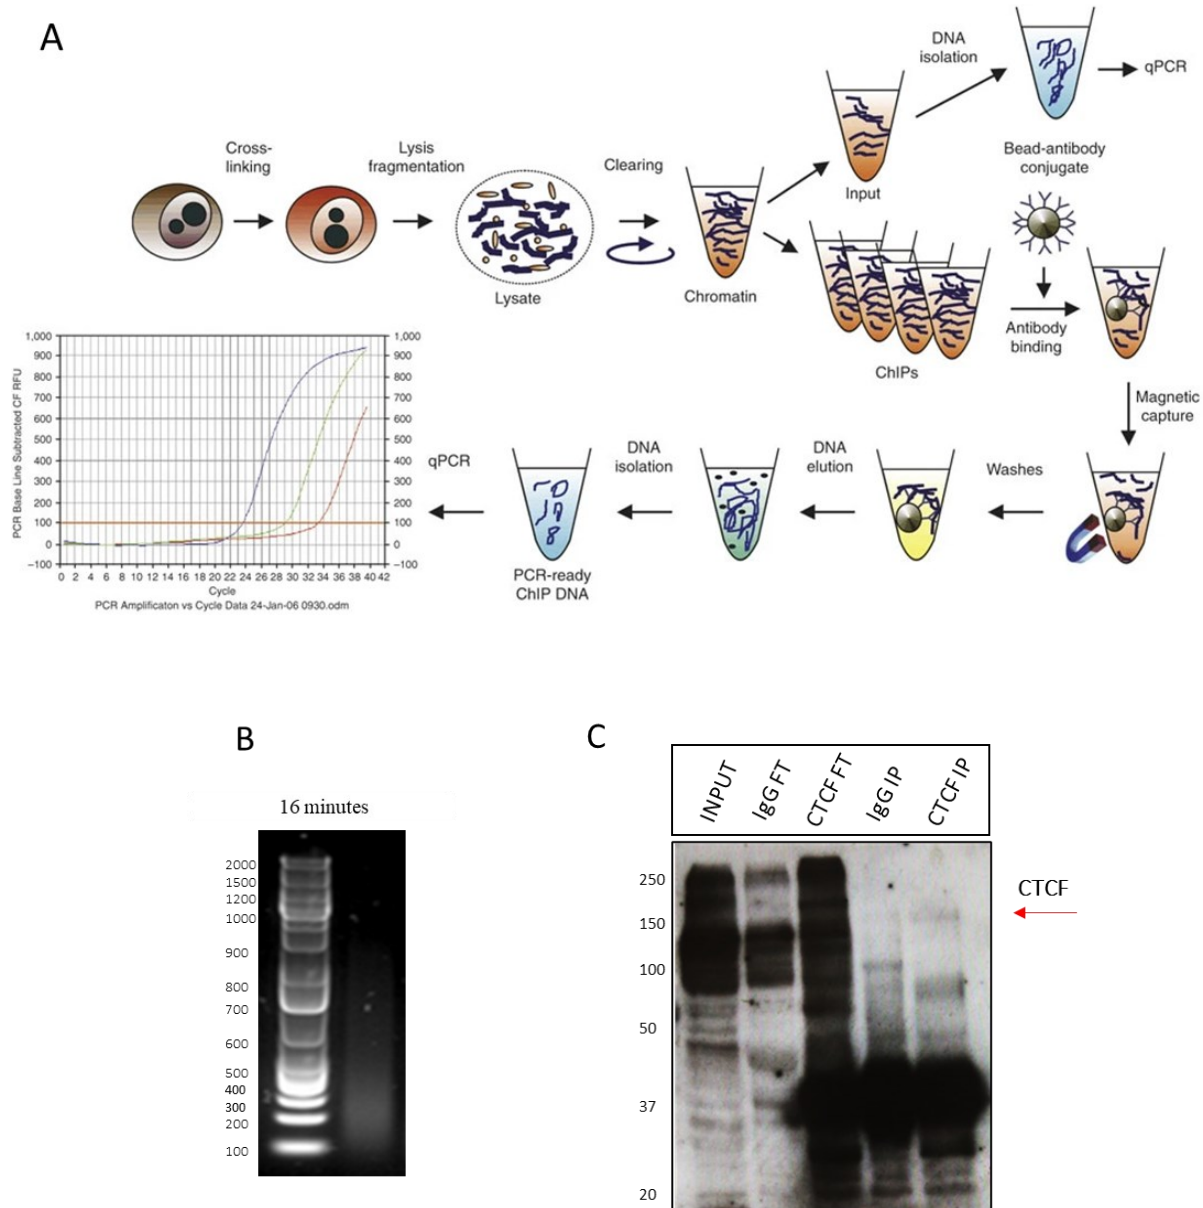 A
Cross-
linking
Lysis
fragmentation
Lysate
Clearing
Chromatin
Input
DNA
isolation
qPCR
Bead-antibody
conjugate
ChIPs
Antibody
binding
Magnetic
capture
Washes
DNA
elution
DNA
isolation
PCR-ready
ChIP DNA
qPCR
PCR Base Line Subtracted CF RFU
1,000
900
800
700
600
500
400
300
200
100
0
−100
1,000
900
800
700
600
500
400
300
200
100
0
−100
0 2 4 6 8 10 12 14 16 18 20 22 24 26 28 30 32 34 36 38 40 42
Cycle
PCR Amplificaton vs Cycle Data 24-Jan-06 0930.odm
B
16 minutes
2000
1500
1200
1000
900
800
700
600
500
400
300
200
100
C
INPUT
IgG FT
CTCF FT
IgG IP
CTCF IP
250
150
100
50
37
20
CTCF